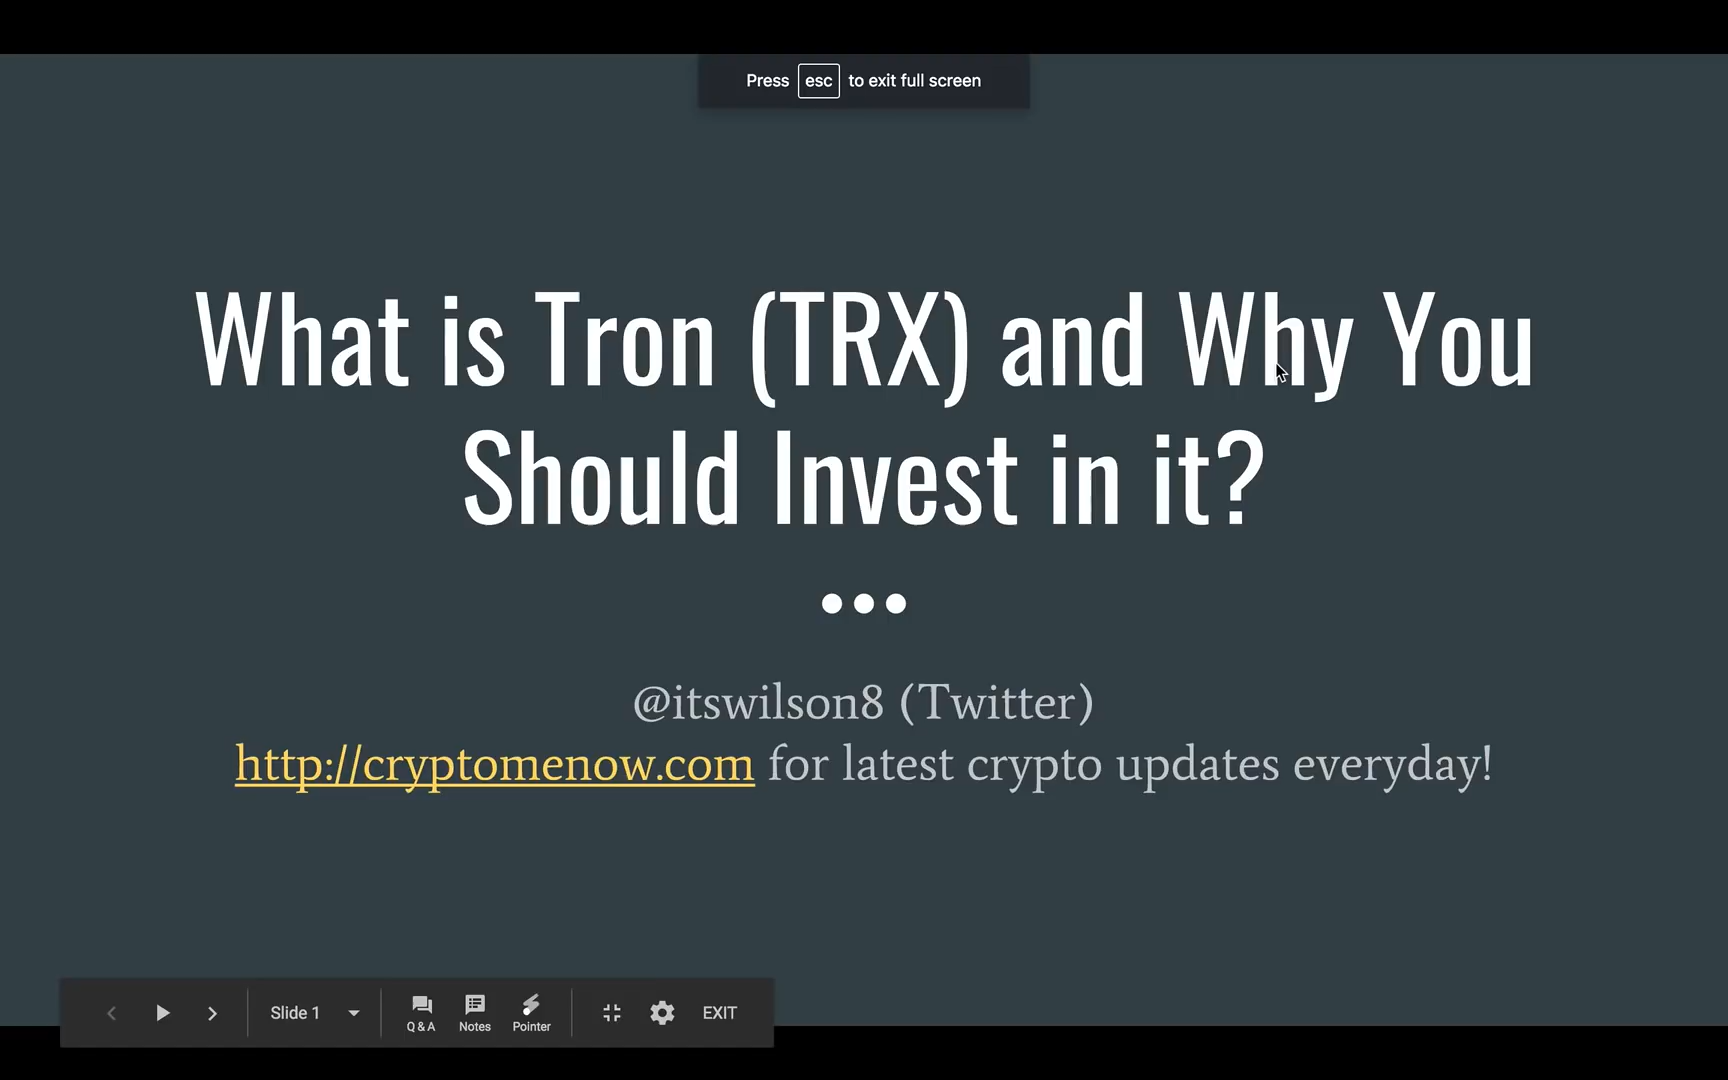 Press esc to exit full screen
What is Tron (TRX) and Why You
Should Invest in it?
@itswilson8 (Twitter)
http://cryptomenow.com for latest crypto updates everyday!
Slide 1 Q & A Notes Pointer EXIT